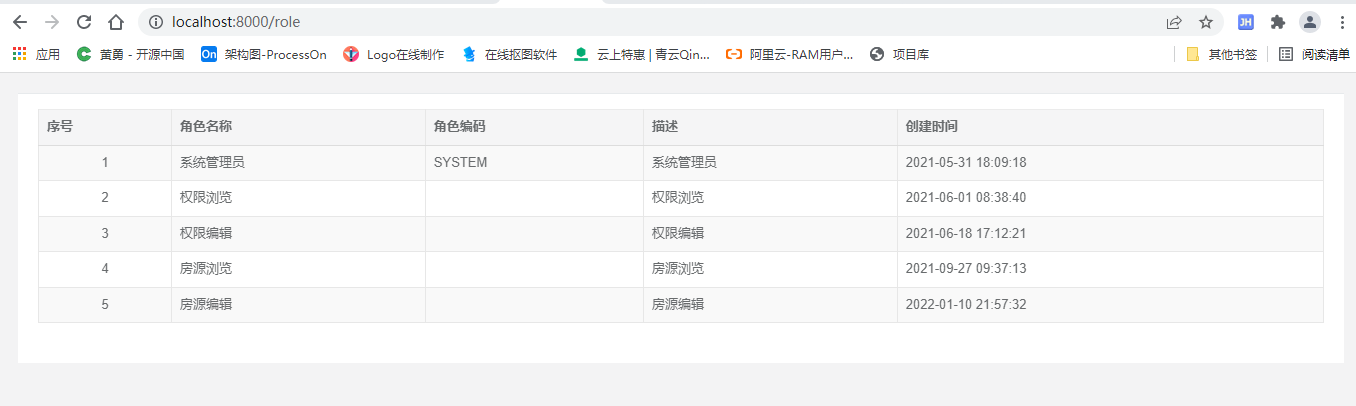 localhost:8000/role
JH
应用 黄勇 - 开源中国 On 架构图-ProcessOn Logo在线制作 在线抠图软件 云上特惠 | 青云Qin... 阿里云-RAM用户... 项目库 其他书签 阅读清单
序号 角色名称 角色编码 描述 创建时间
1 系统管理员 SYSTEM 系统管理员 2021-05-31 18:09:18
2 权限浏览 权限浏览 2021-06-01 08:38:40
3 权限编辑 权限编辑 2021-06-18 17:12:21
4 房源浏览 房源浏览 2021-09-27 09:37:13
5 房源编辑 房源编辑 2022-01-10 21:57:32